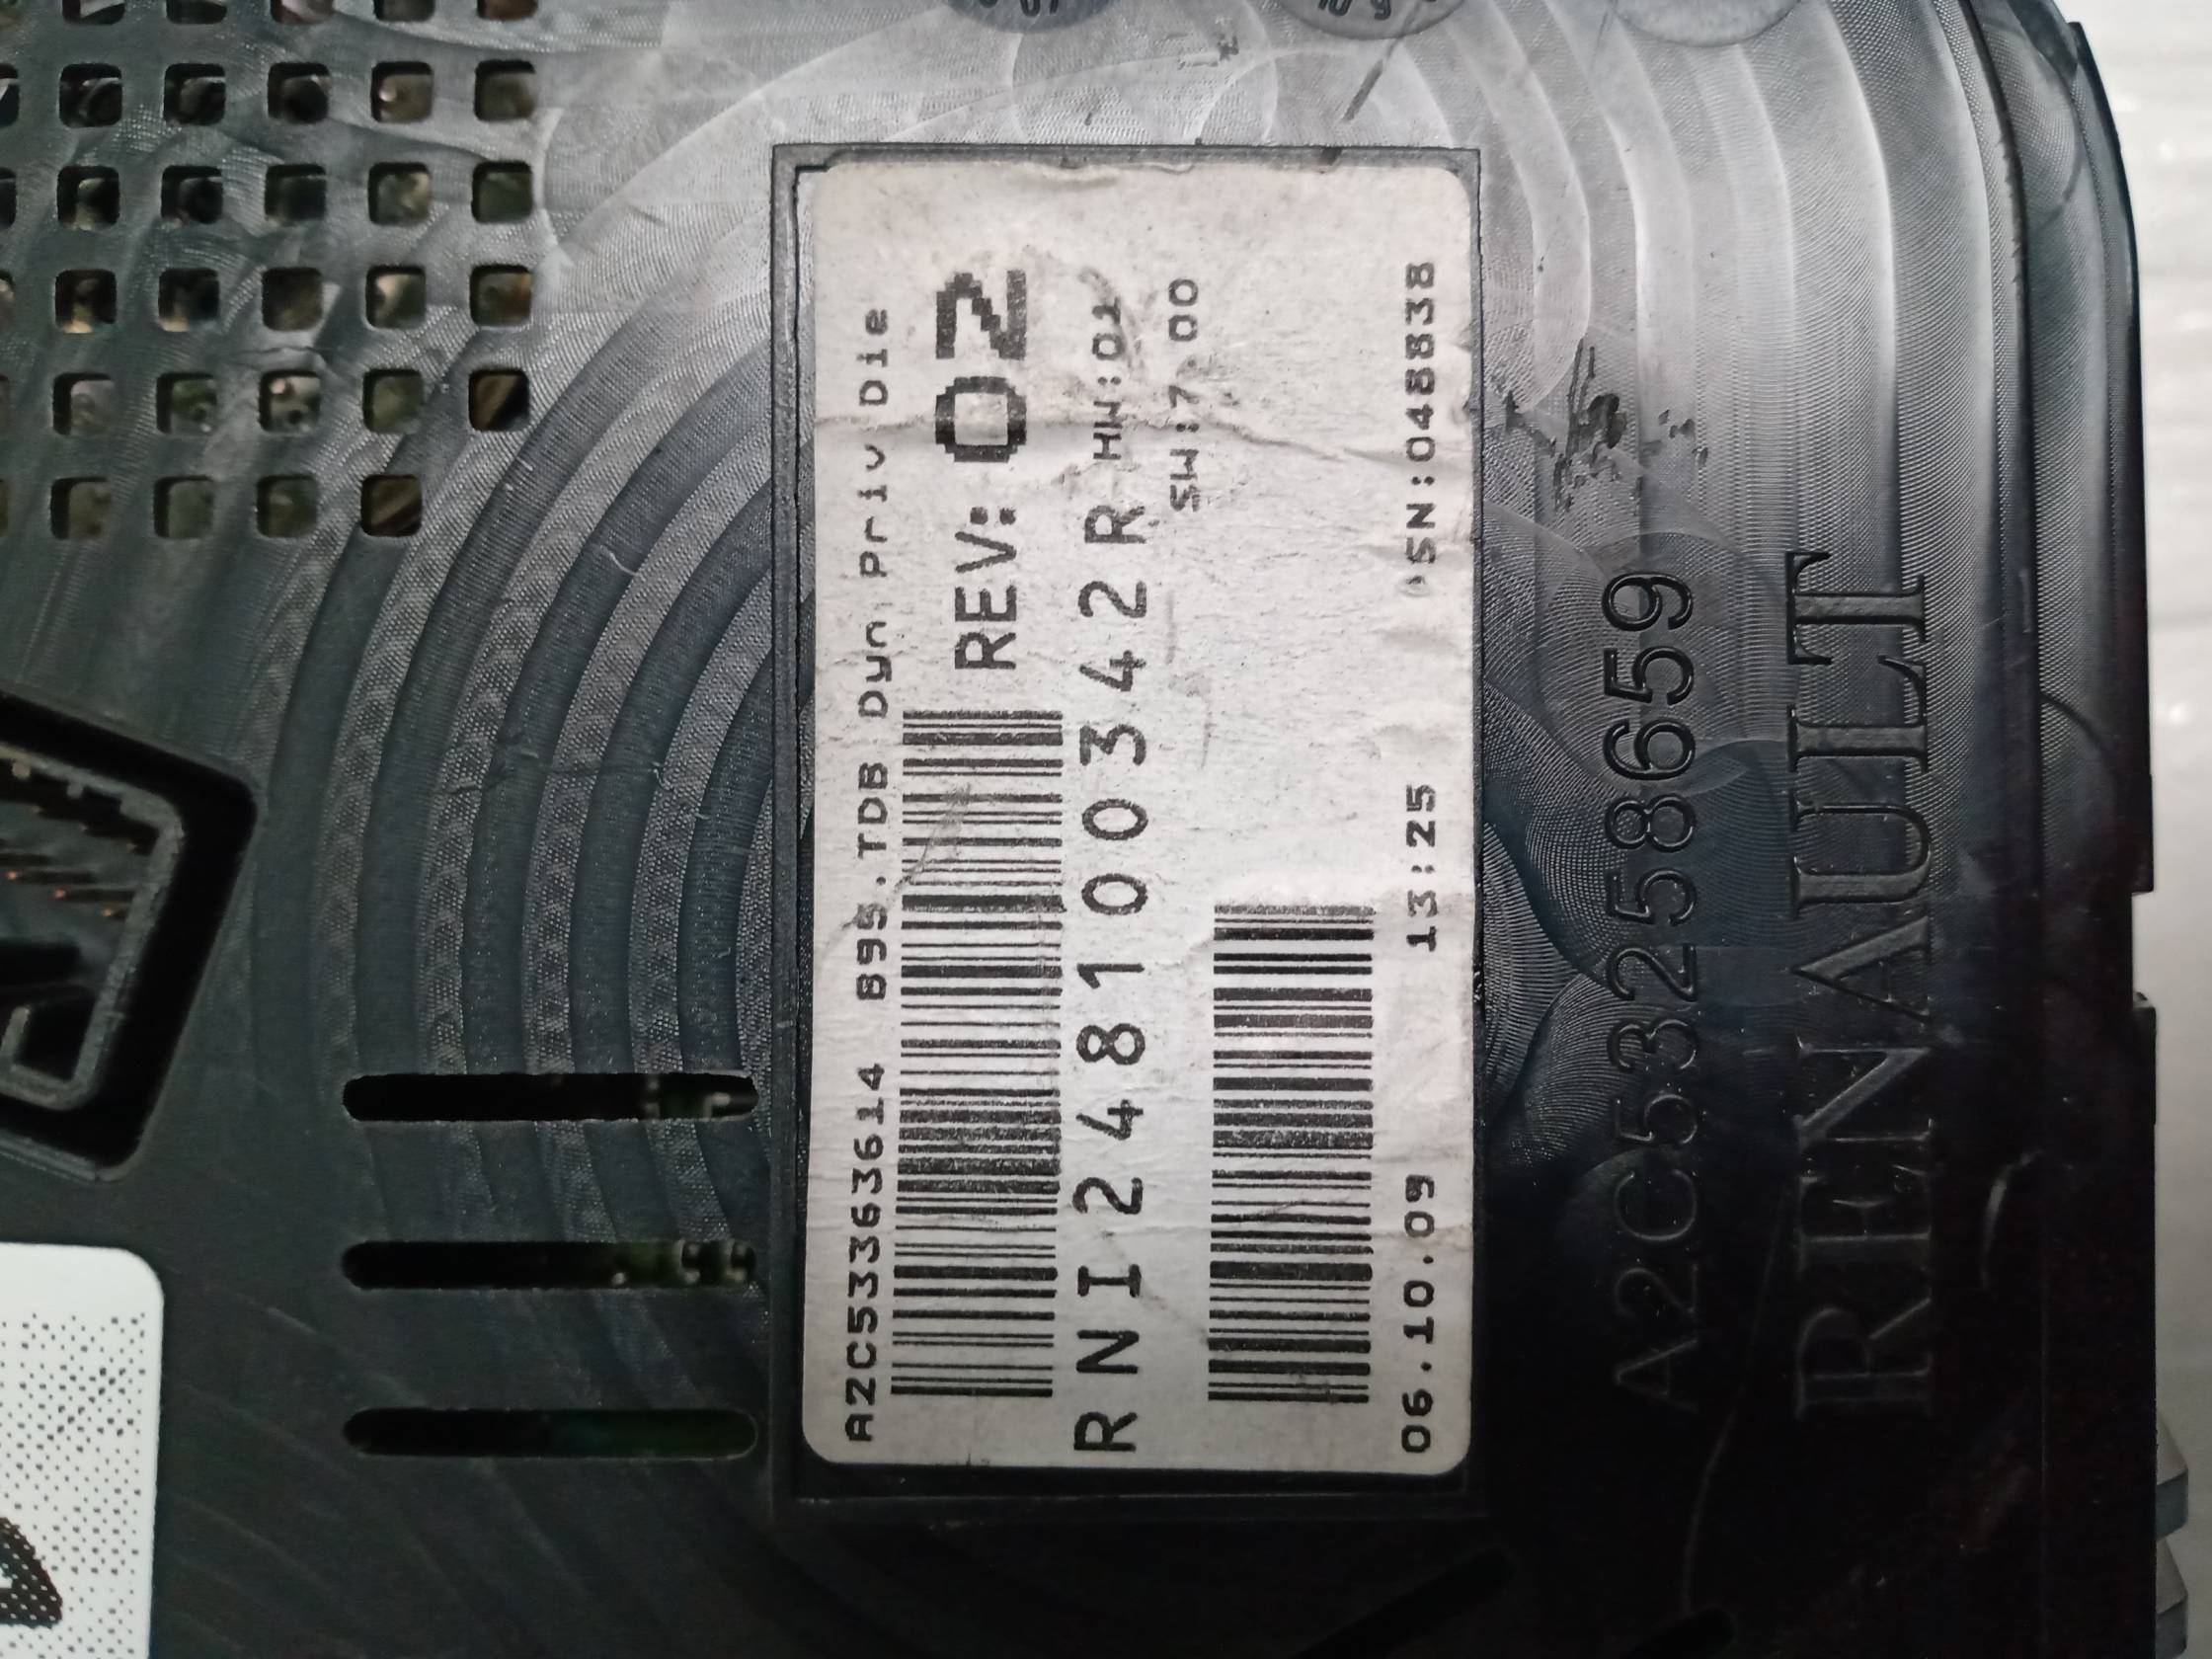 A2C53363614 B95.TDB Dyn Priv Die
REV: 02
RNI248100342R HW:01
SW:7.00
06.10.09 13:25 SN:048838
A2C53258659
RENAULT